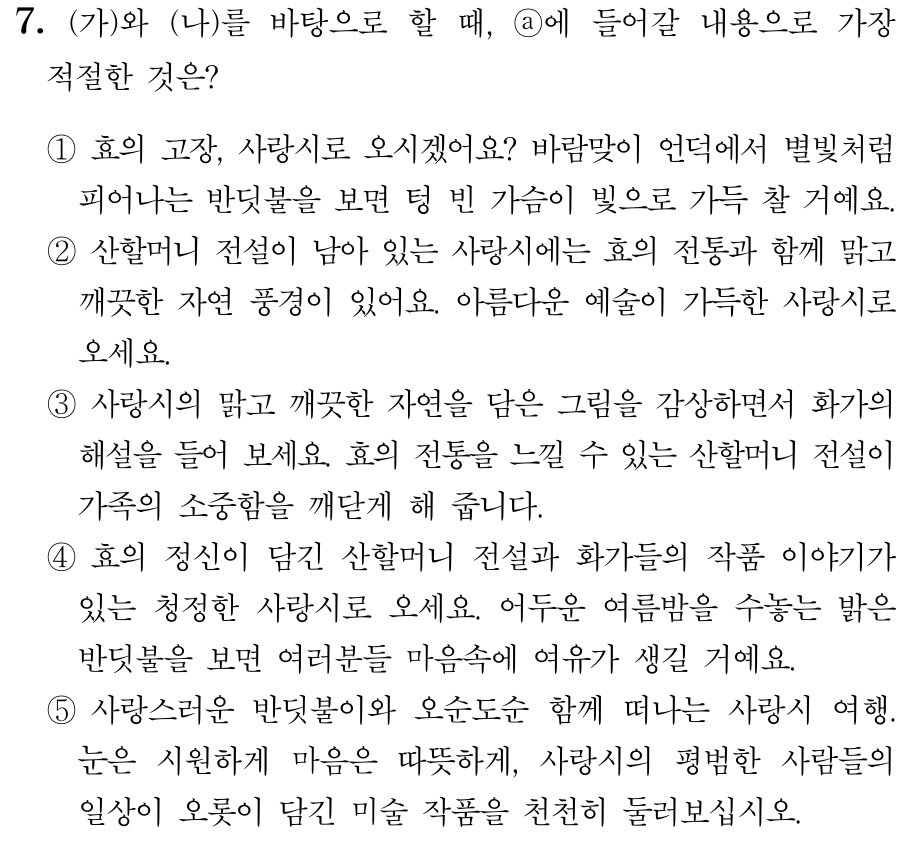 7. (가)와 (나)를 바탕으로 할 때, ⓐ에 들어갈 내용으로 가장
적절한 것은?
① 효의 고장, 사랑시로 오시겠어요? 바람맞이 언덕에서 별빛처럼
피어나는 반딧불을 보면 텅 빈 가슴이 빛으로 가득 찰 거예요.
② 산할머니 전설이 남아 있는 사랑시에는 효의 전통과 함께 맑고
깨끗한 자연 풍경이 있어요. 아름다운 예술이 가득한 사랑시로
오세요.
③ 사랑시의 맑고 깨끗한 자연을 담은 그림을 감상하면서 화가의
해설을 들어 보세요. 효의 전통을 느낄 수 있는 산할머니 전설이
가족의 소중함을 깨닫게 해 줍니다.
④ 효의 정신이 담긴 산할머니 전설과 화가들의 작품 이야기가
있는 청정한 사랑시로 오세요. 어두운 여름밤을 수놓는 밝은
반딧불을 보면 여러분들 마음속에 여유가 생길 거예요.
⑤ 사랑스러운 반딧불이와 오순도순 함께 떠나는 사랑시 여행.
눈은 시원하게 마음은 따뜻하게, 사랑시의 평범한 사람들의
일상이 오롯이 담긴 미술 작품을 천천히 둘러보십시오.